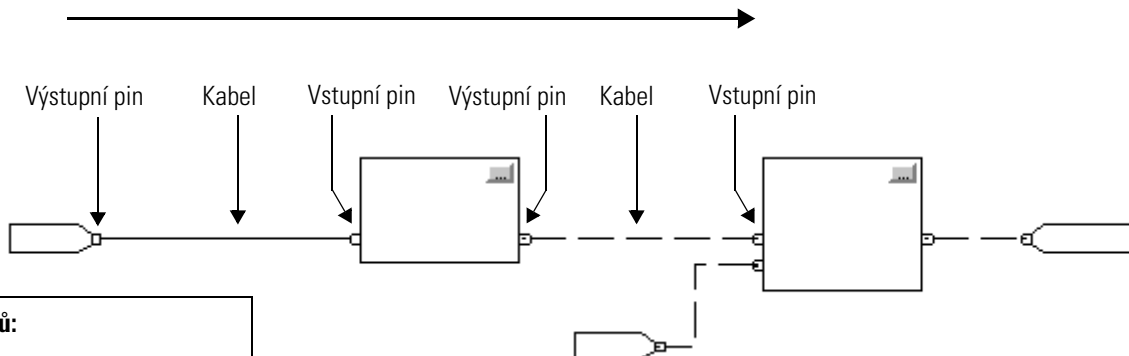 Výstupní pin Kabel Vstupní pin Výstupní pin Kabel Vstupní pin
...
...
ů: